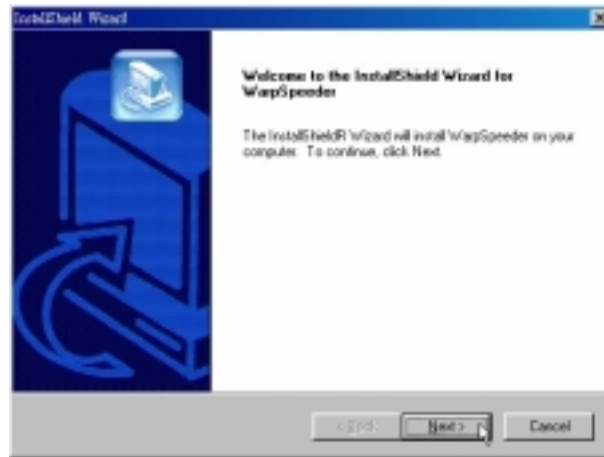 InstallShield Wizard
Welcome to the InstallShield Wizard for
WarpSpeeder
The InstallShieldR Wizard will install WarpSpeeder on your
computer. To continue, click Next.
< Back
Next >
Cancel